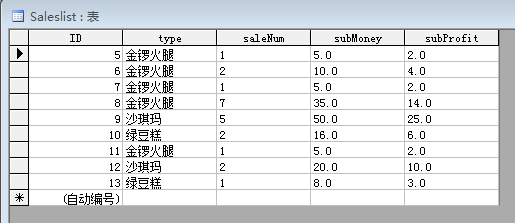 Saleslist : 表
ID type saleNum subMoney subProfit
5 金锣火腿 1 5.0 2.0
6 金锣火腿 2 10.0 4.0
7 金锣火腿 1 5.0 2.0
8 金锣火腿 7 35.0 14.0
9 沙琪玛 5 50.0 25.0
10 绿豆糕 2 16.0 6.0
11 金锣火腿 1 5.0 2.0
12 沙琪玛 2 20.0 10.0
13 绿豆糕 1 8.0 3.0
(自动编号)